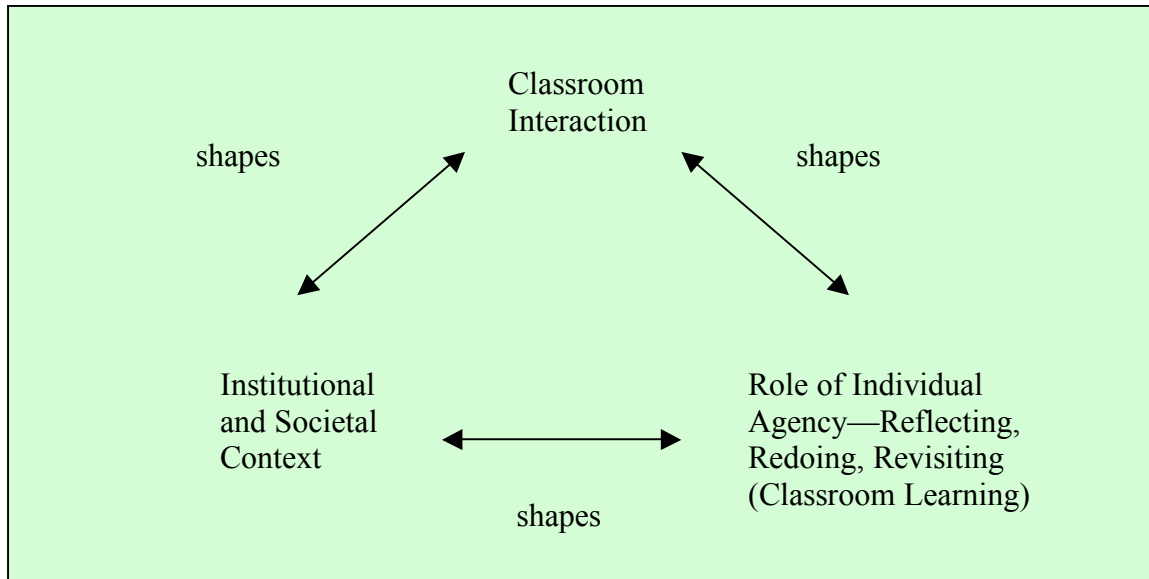 Classroom
Interaction
shapes
shapes
Institutional
and Societal
Context
Role of Individual
Agency—Reflecting,
Redoing, Revisiting
(Classroom Learning)
shapes